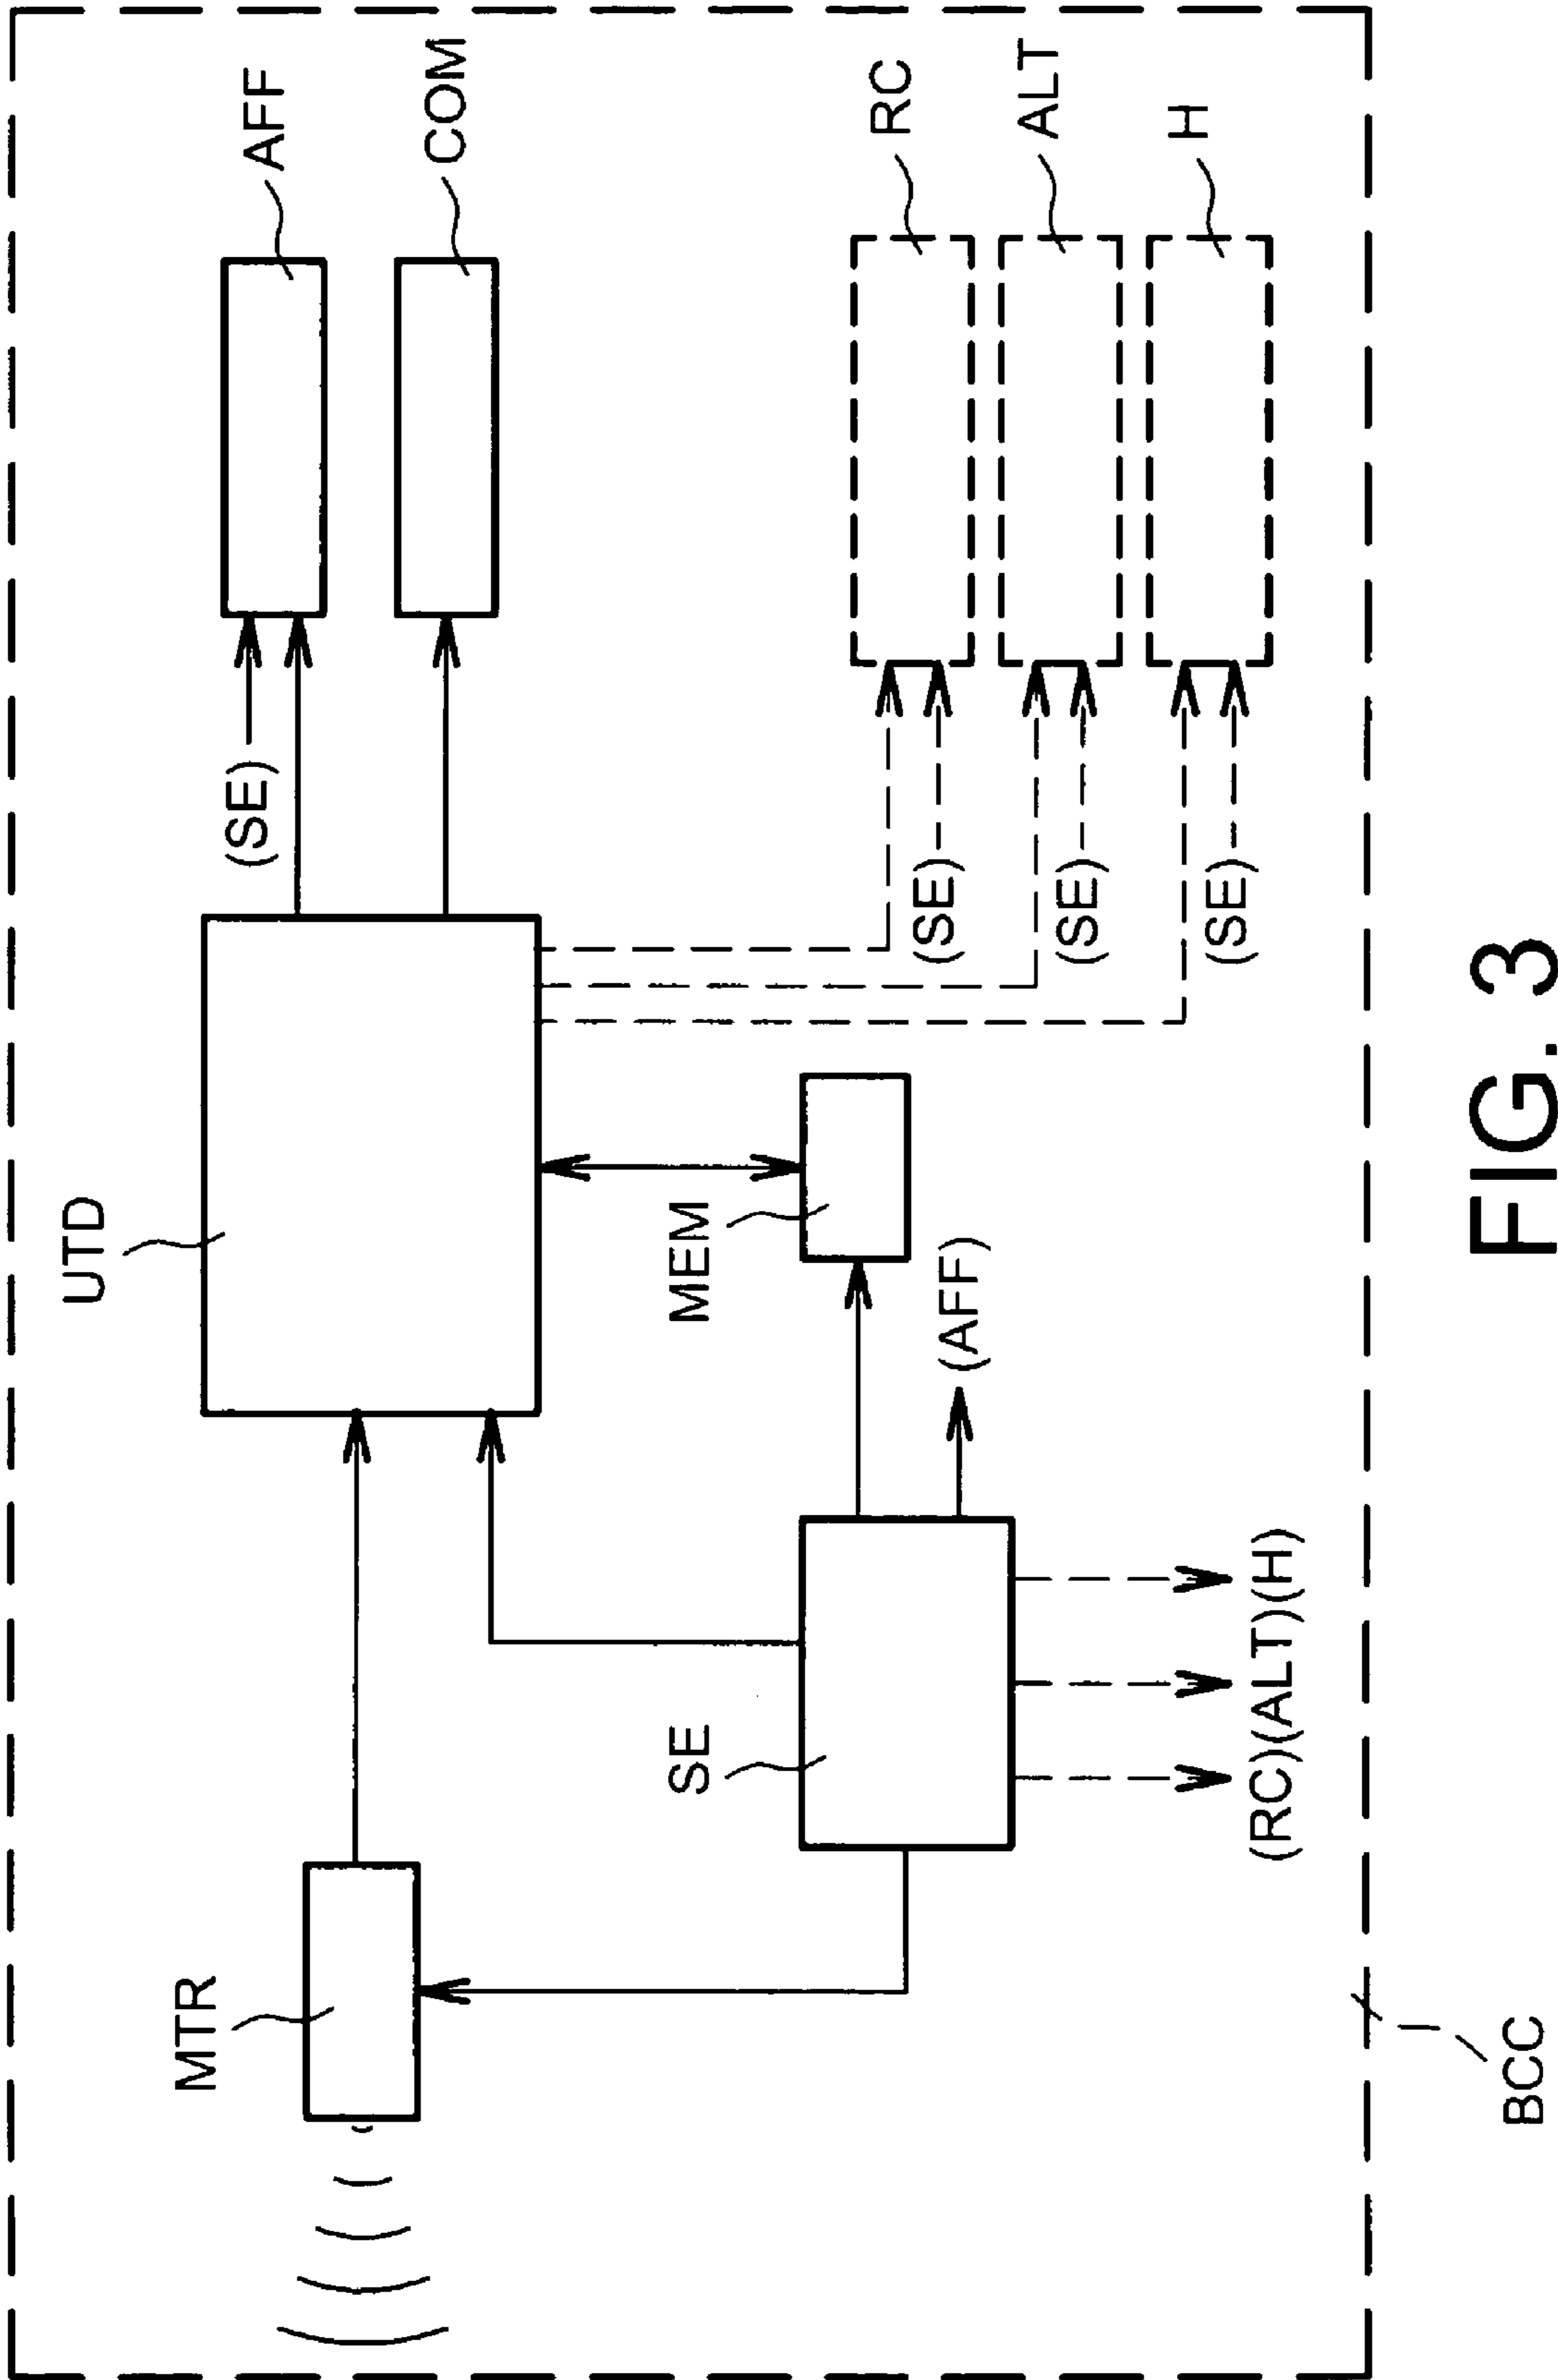 AFF
COM
UTD
(SE)
MTR
MEM
SE
(AFF)
RC
(SE)
ALT
(SE)
H
(SE)
(RC)(ALT)(H)
BCC
FIG. 3